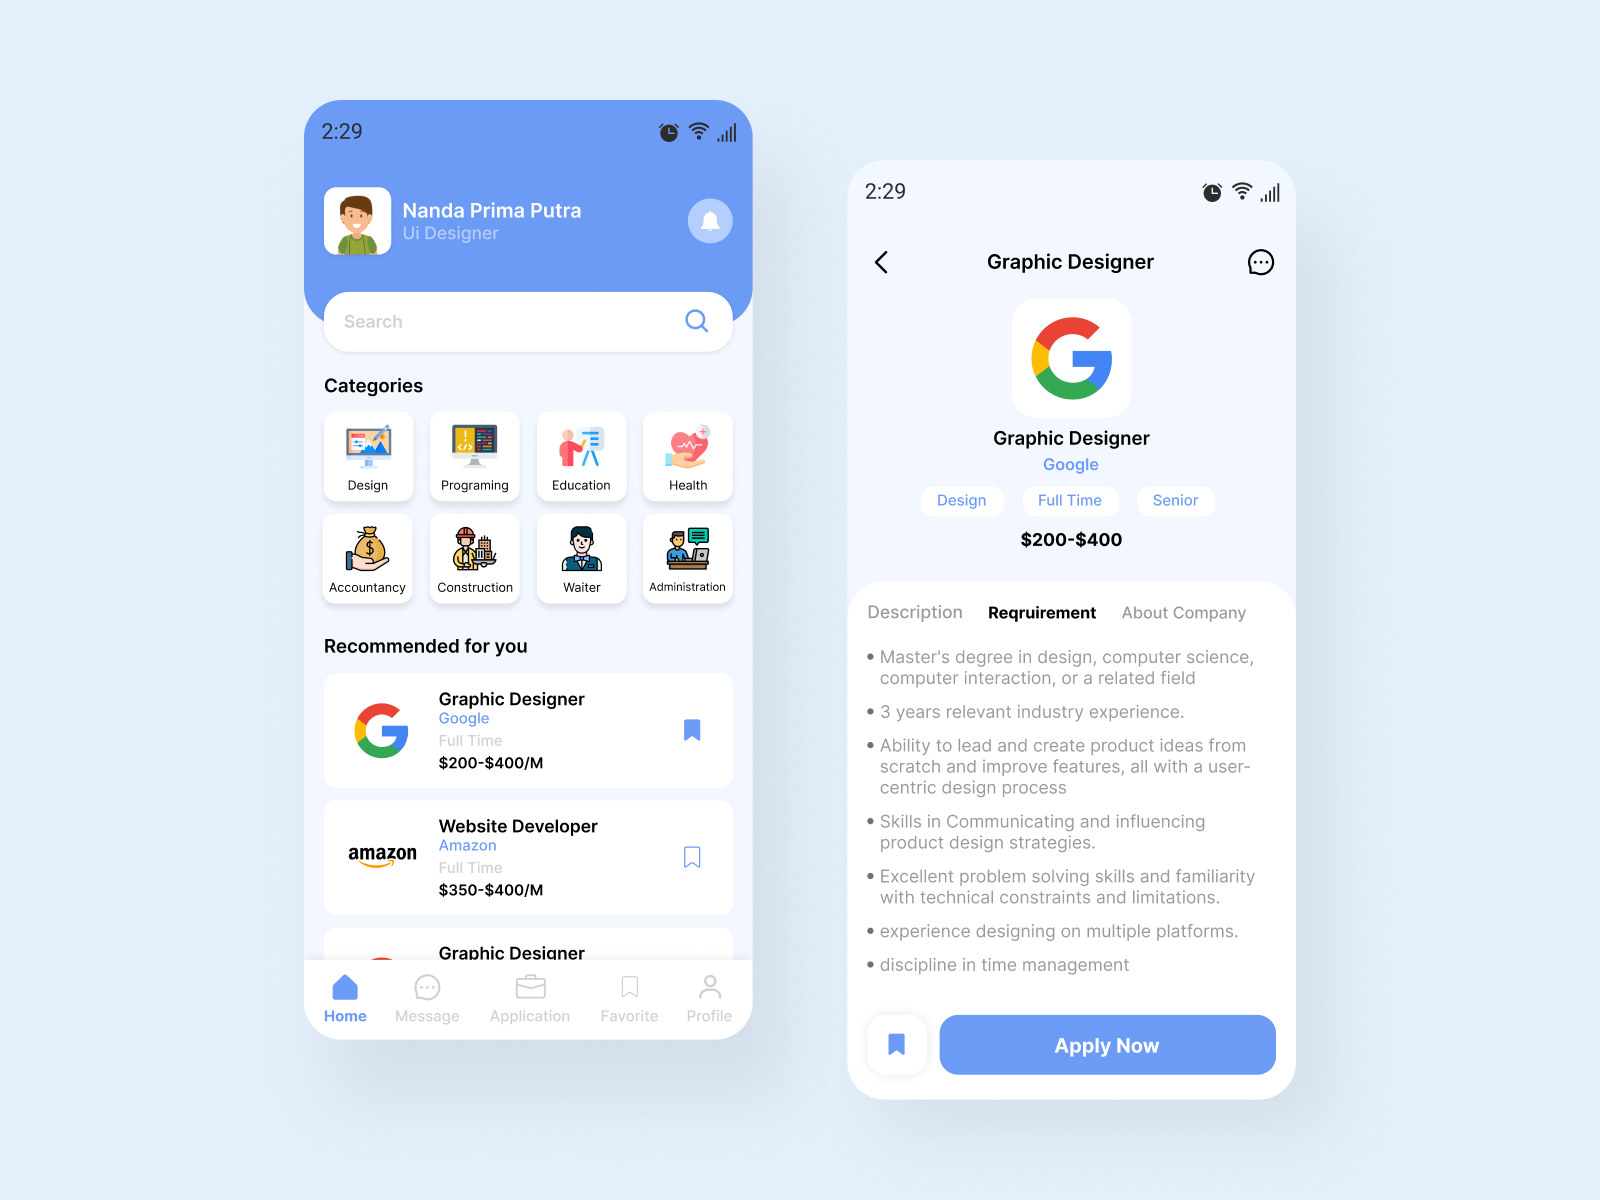 2:29
Nanda Prima Putra
Ui Designer
Search
Categories
Design
Programing
Education
Health
Accountancy
Construction
Waiter
Administration
Recommended for you
Graphic Designer
Google
Full Time
$200-$400/M
amazon
Website Developer
Amazon
Full Time
$350-$400/M
Graphic Designer
Home
Message
Application
Favorite
Profile
2:29
Graphic Designer
Graphic Designer
Google
Design
Full Time
Senior
$200-$400
Description
Reqruirement
About Company
• Master's degree in design, computer science,
computer interaction, or a related field
• 3 years relevant industry experience.
• Ability to lead and create product ideas from
scratch and improve features, all with a user-
centric design process
• Skills in Communicating and influencing
product design strategies.
• Excellent problem solving skills and familiarity
with technical constraints and limitations.
• experience designing on multiple platforms.
• discipline in time management
Apply Now